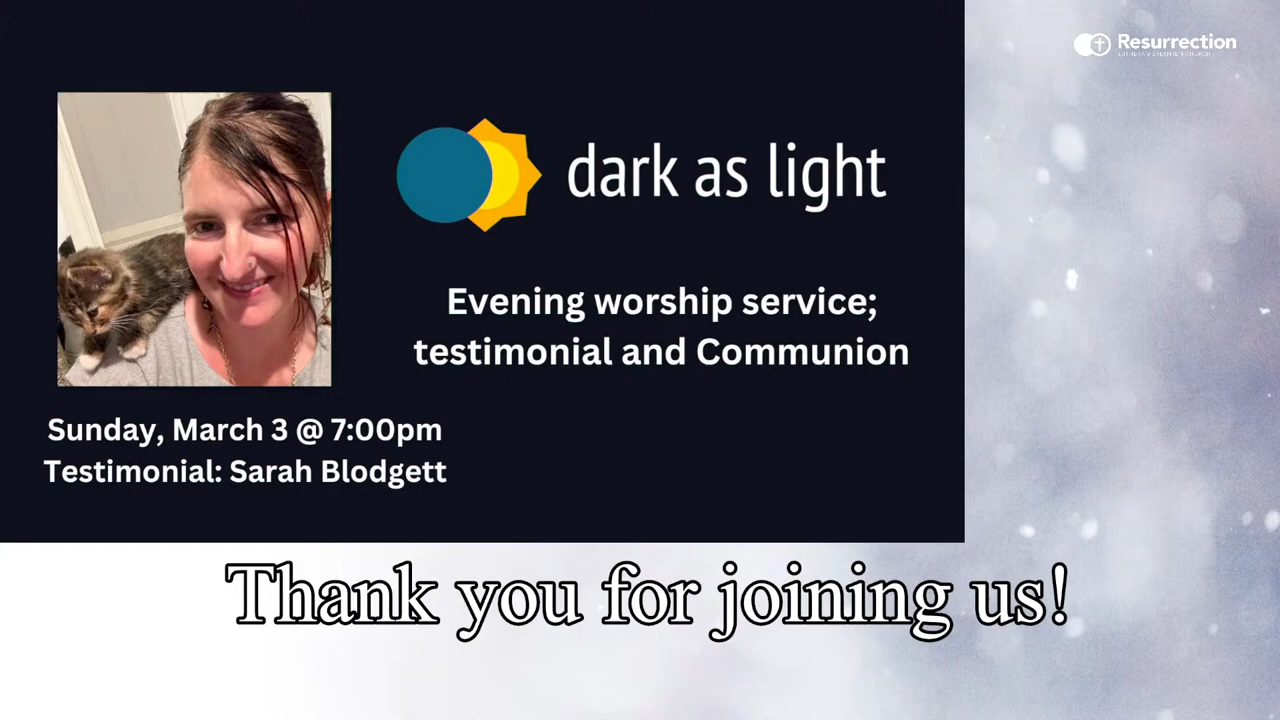 Resurrection
dark as light
Evening worship service;
testimonial and Communion
Sunday, March 3 @ 7:00pm
Testimonial: Sarah Blodgett
Thank you for joining us!